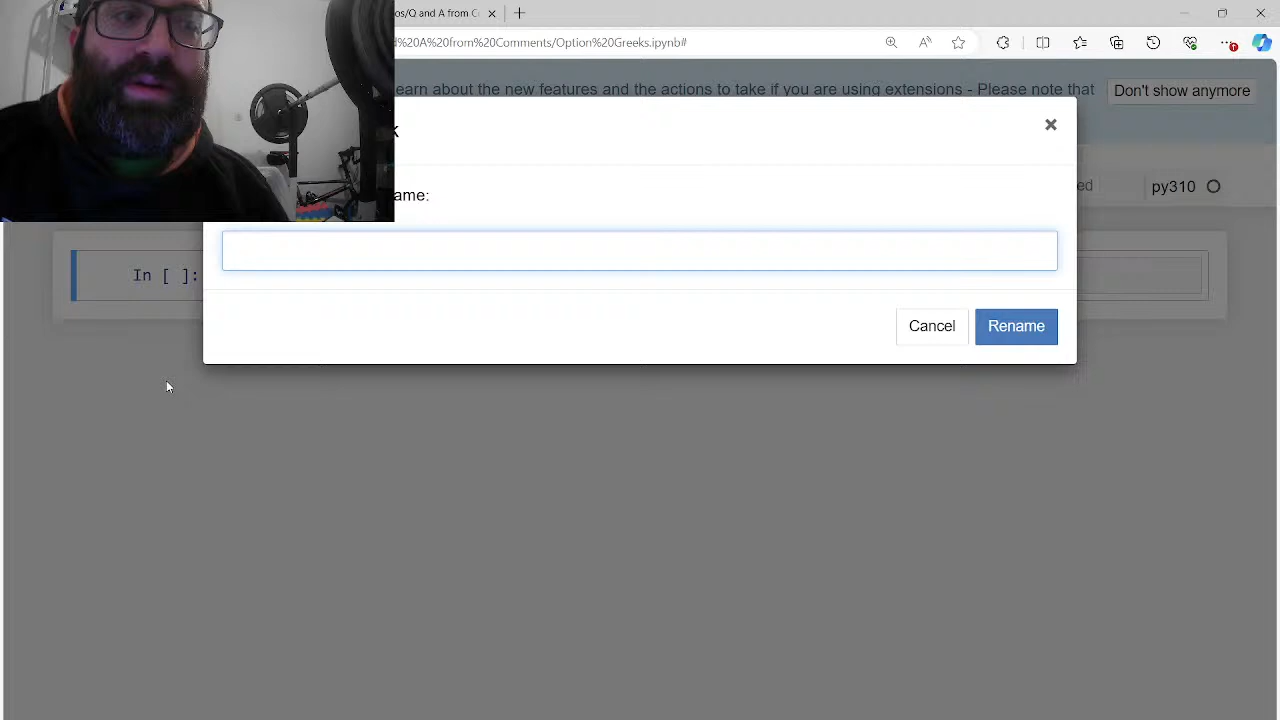 os/Q and A from C
d%20A%20from%20Comments/Option%20Greeks.ipynb#
earn about the new features and the actions to take if you are using extensions - Please note that
Don't show anymore
k
ed
py310
ame:
In [ ]:
Cancel
Rename